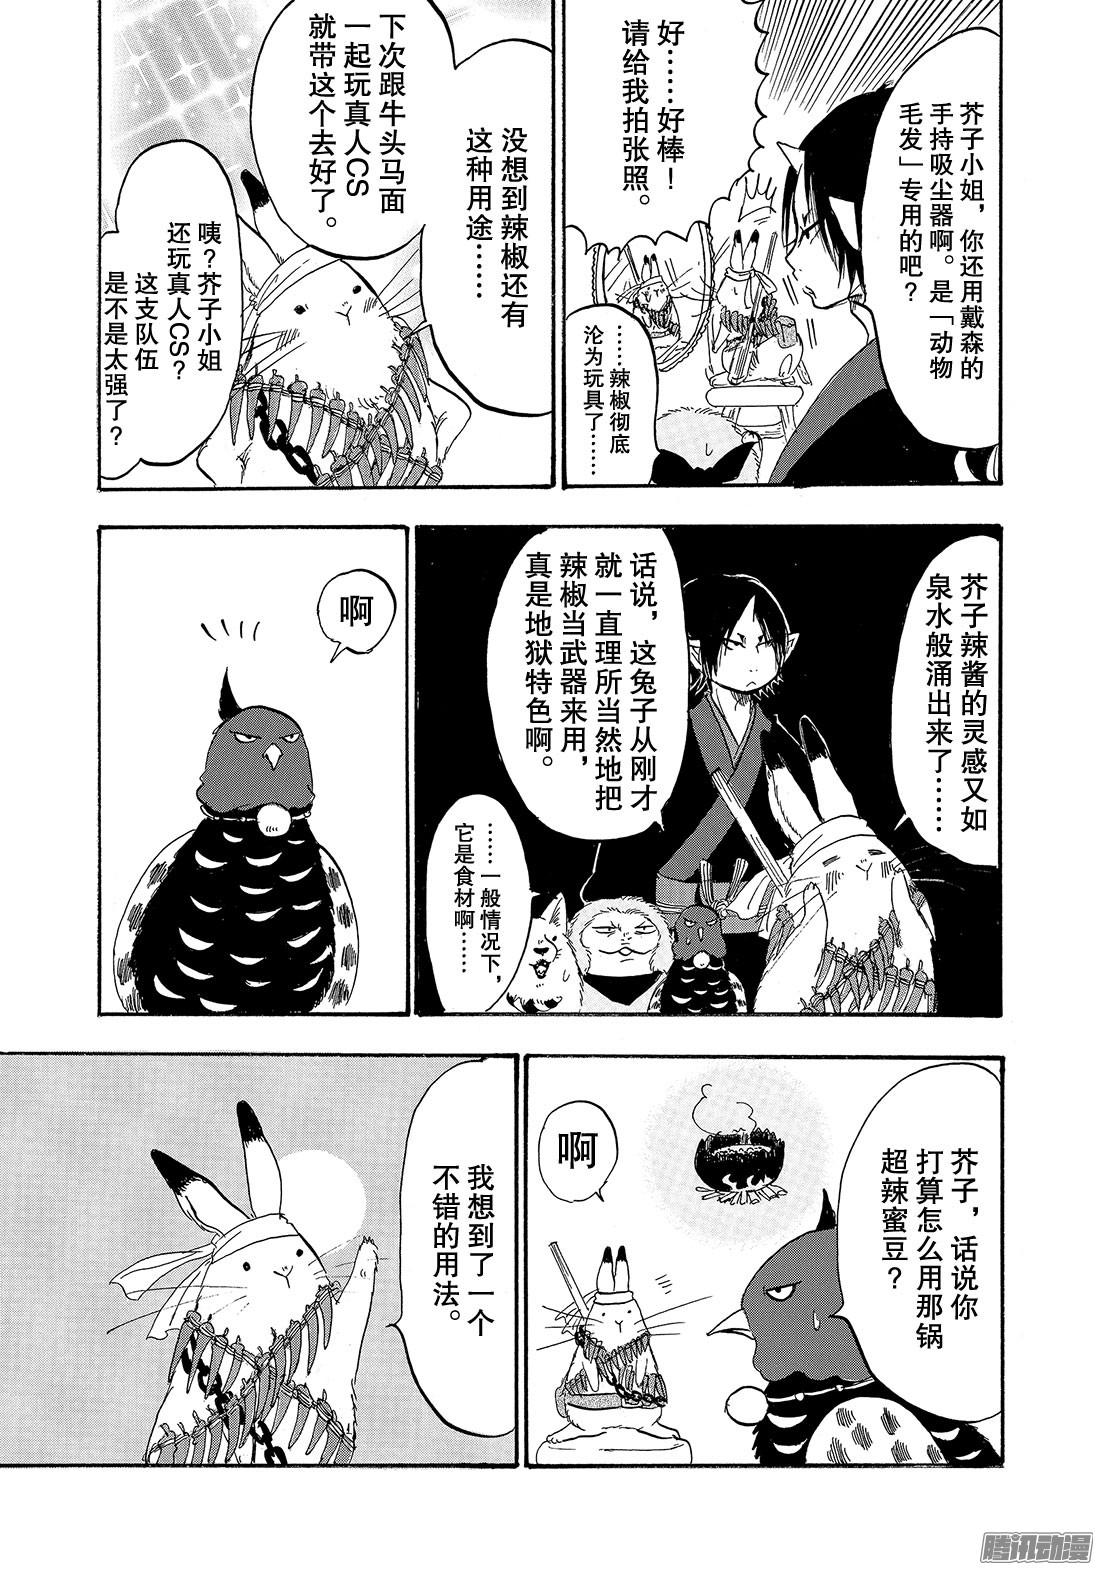 芥子小姐，你还用戴森的
手持吸尘器啊。是「动物
毛发」专用的吧？
好……好棒！
请给我拍张照。
……辣椒彻底
沦为玩具了……
没想到辣椒还有
这种用途……
下次跟牛头马面
一起玩真人CS
就带这个去好了。
咦？芥子小姐
还玩真人CS？
这支队伍
是不是太强了？
芥子辣酱的灵感又如
泉水般涌出来了……
话说，这兔子从刚才
就一直理所当然地把
辣椒当武器来用，
真是地狱特色啊。
……一般情况下，
它是食材啊……
啊
芥子，话说你
打算怎么用那锅
超辣蜜豆？
啊
我想到了一个
不错的用法。
腾讯动漫